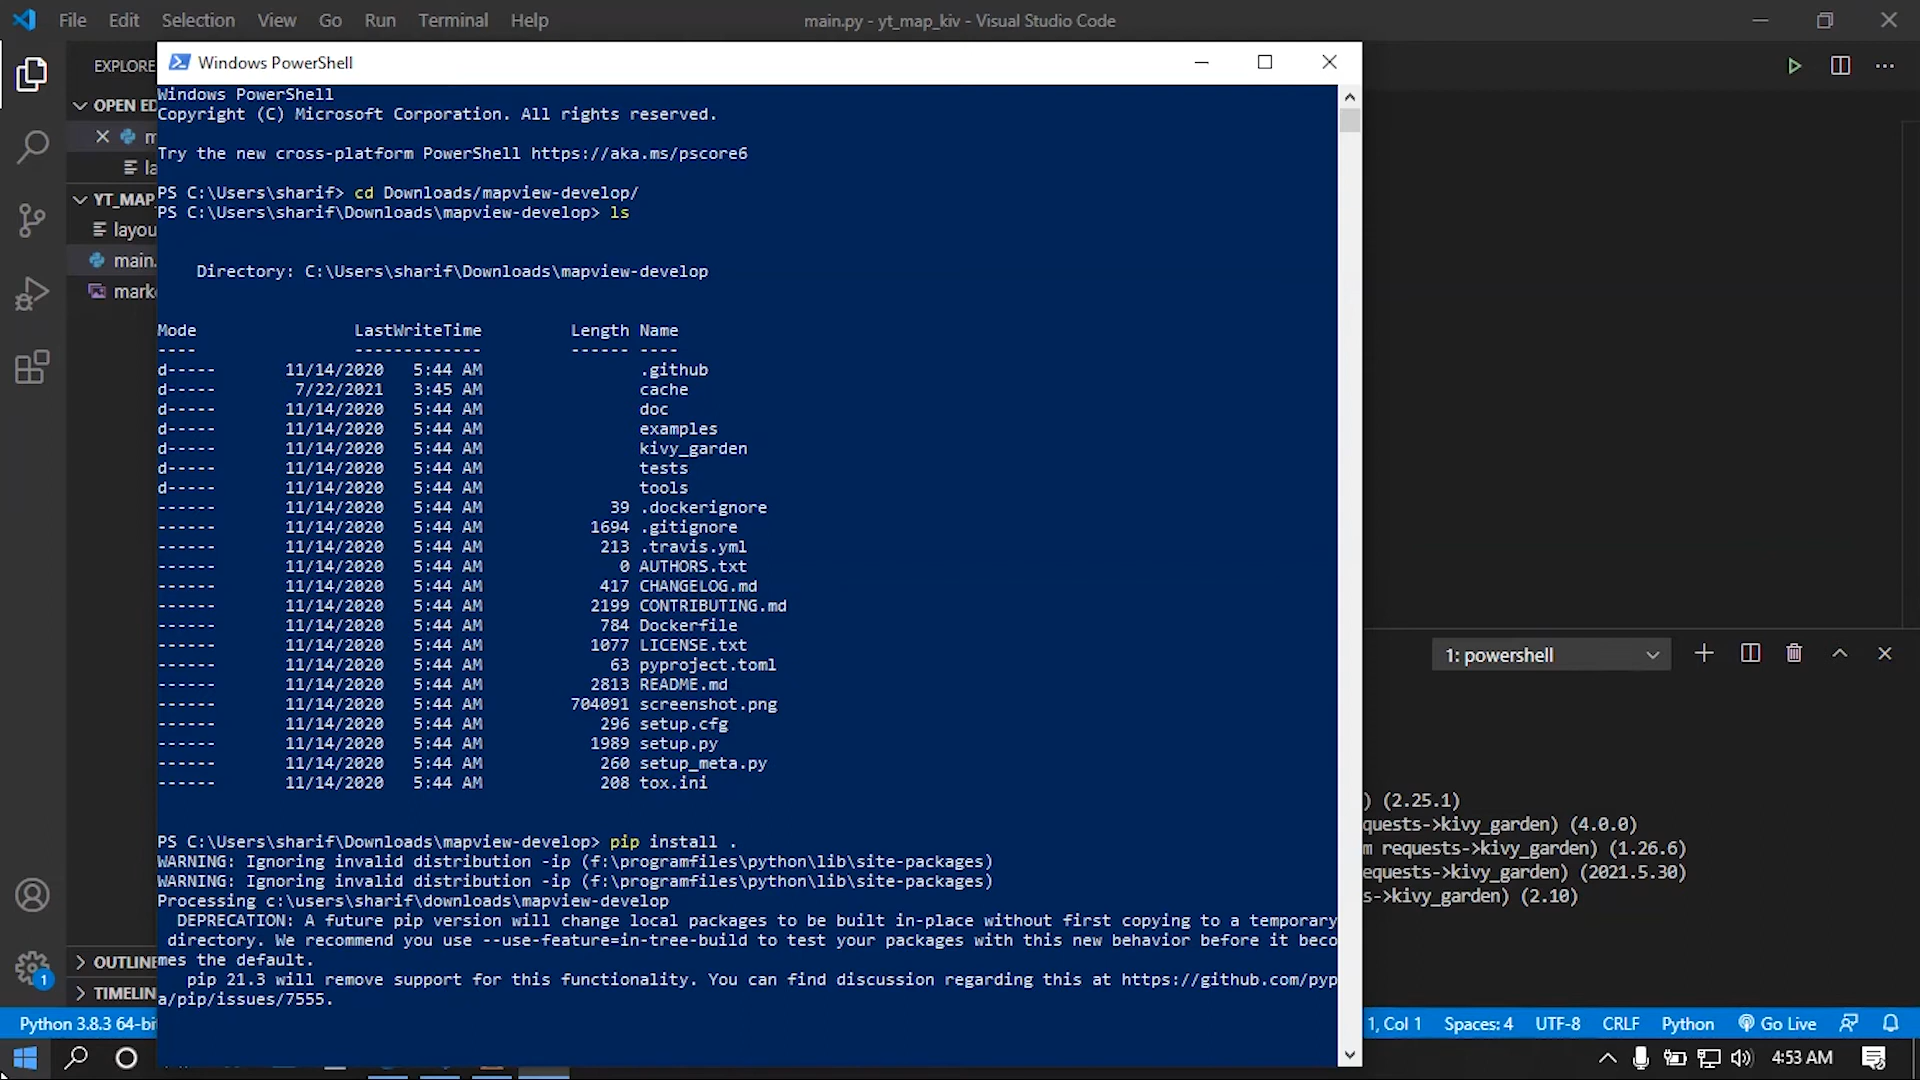 File Edit Selection View Go Run Terminal Help
main.py - yt_map_kiv - Visual Studio Code
EXPLORE
OPEN ED
m
la
YT_MAP
layou
main.
marke
OUTLIN
TIMELIN
Windows PowerShell
Windows PowerShell
Copyright (C) Microsoft Corporation. All rights reserved.
Try the new cross-platform PowerShell https://aka.ms/pscore6
PS C:\Users\sharif> cd Downloads/mapview-develop/
PS C:\Users\sharif\Downloads\mapview-develop> ls
Directory: C:\Users\sharif\Downloads\mapview-develop
Mode LastWriteTime Length Name
---- ------------- ------ ----
d----- 11/14/2020 5:44 AM .github
d----- 7/22/2021 3:45 AM cache
d----- 11/14/2020 5:44 AM doc
d----- 11/14/2020 5:44 AM examples
d----- 11/14/2020 5:44 AM kivy_garden
d----- 11/14/2020 5:44 AM tests
d----- 11/14/2020 5:44 AM tools
------ 11/14/2020 5:44 AM 39 .dockerignore
------ 11/14/2020 5:44 AM 1694 .gitignore
------ 11/14/2020 5:44 AM 213 .travis.yml
------ 11/14/2020 5:44 AM 0 AUTHORS.txt
------ 11/14/2020 5:44 AM 417 CHANGELOG.md
------ 11/14/2020 5:44 AM 2199 CONTRIBUTING.md
------ 11/14/2020 5:44 AM 784 Dockerfile
------ 11/14/2020 5:44 AM 1077 LICENSE.txt
------ 11/14/2020 5:44 AM 63 pyproject.toml
------ 11/14/2020 5:44 AM 2813 README.md
------ 11/14/2020 5:44 AM 704091 screenshot.png
------ 11/14/2020 5:44 AM 296 setup.cfg
------ 11/14/2020 5:44 AM 1989 setup.py
------ 11/14/2020 5:44 AM 260 setup_meta.py
------ 11/14/2020 5:44 AM 208 tox.ini
PS C:\Users\sharif\Downloads\mapview-develop> pip install .
WARNING: Ignoring invalid distribution -ip (f:\programfiles\python\lib\site-packages)
WARNING: Ignoring invalid distribution -ip (f:\programfiles\python\lib\site-packages)
Processing c:\users\sharif\downloads\mapview-develop
DEPRECATION: A future pip version will change local packages to be built in-place without first copying to a temporary
directory. We recommend you use --use-feature=in-tree-build to test your packages with this new behavior before it beco
mes the default.
pip 21.3 will remove support for this functionality. You can find discussion regarding this at https://github.com/pyp
a/pip/issues/7555.
1: powershell
) (2.25.1)
quests->kivy_garden) (4.0.0)
m requests->kivy_garden) (1.26.6)
equests->kivy_garden) (2021.5.30)
s->kivy_garden) (2.10)
1
Python 3.8.3 64-bit
1, Col 1 Spaces: 4 UTF-8 CRLF Python Go Live
4:53 AM